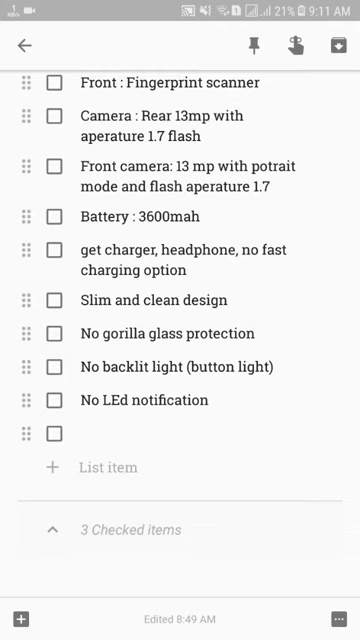 1
KB/s
1
21%
9:11 AM
Front : Fingerprint scanner
Camera : Rear 13mp with
aperature 1.7 flash
Front camera: 13 mp with potrait
mode and flash aperature 1.7
Battery : 3600mah
get charger, headphone, no fast
charging option
Slim and clean design
No gorilla glass protection
No backlit light (button light)
No LEd notification
+ List item
3 Checked items
Edited 8:49 AM